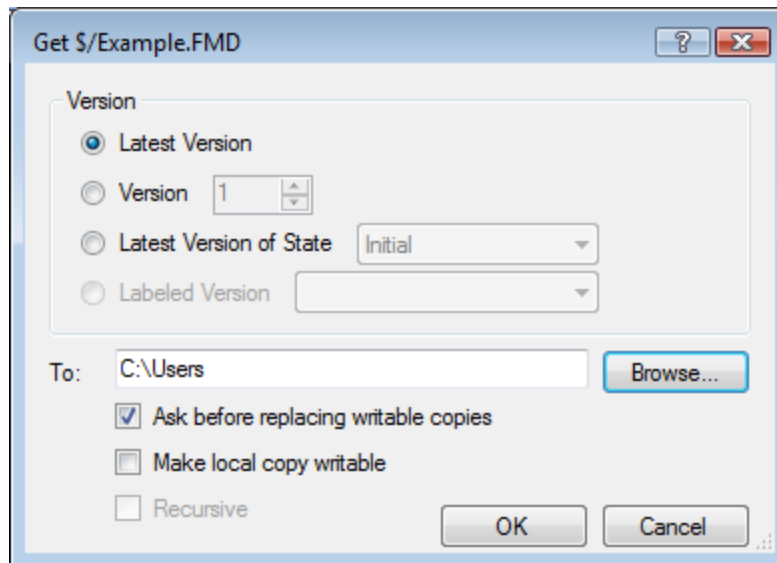 Get $/Example.FMD
Version
Latest Version
Version 1
Latest Version of State Initial
Labeled Version
To: C:\Users Browse...
Ask before replacing writable copies
Make local copy writable
Recursive
OK Cancel